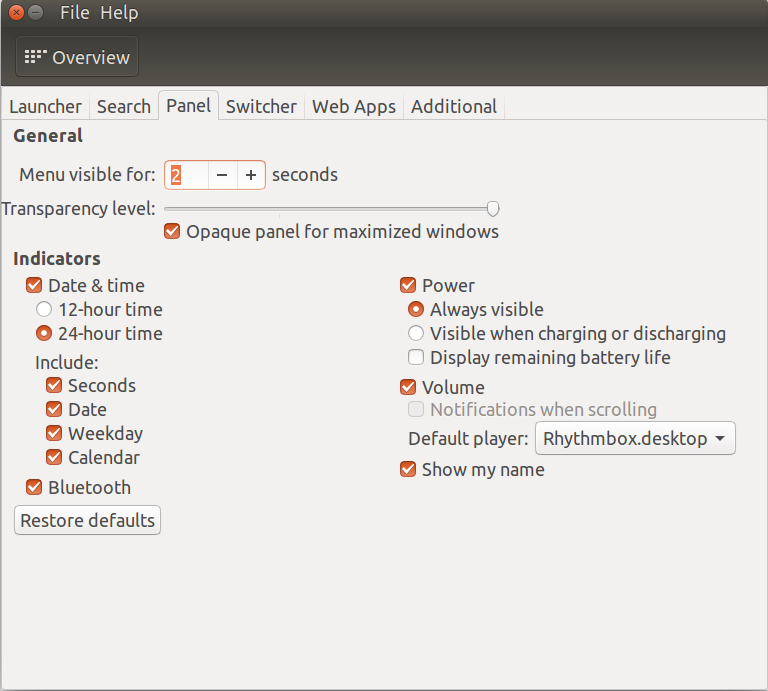 File Help
Overview
Launcher Search Panel Switcher Web Apps Additional
General
Menu visible for: 2 − + seconds
Transparency level:
Opaque panel for maximized windows
Indicators
Date & time
12-hour time
24-hour time
Include:
Seconds
Date
Weekday
Calendar
Bluetooth
Restore defaults
Power
Always visible
Visible when charging or discharging
Display remaining battery life
Volume
Notifications when scrolling
Default player: Rhythmbox.desktop
Show my name